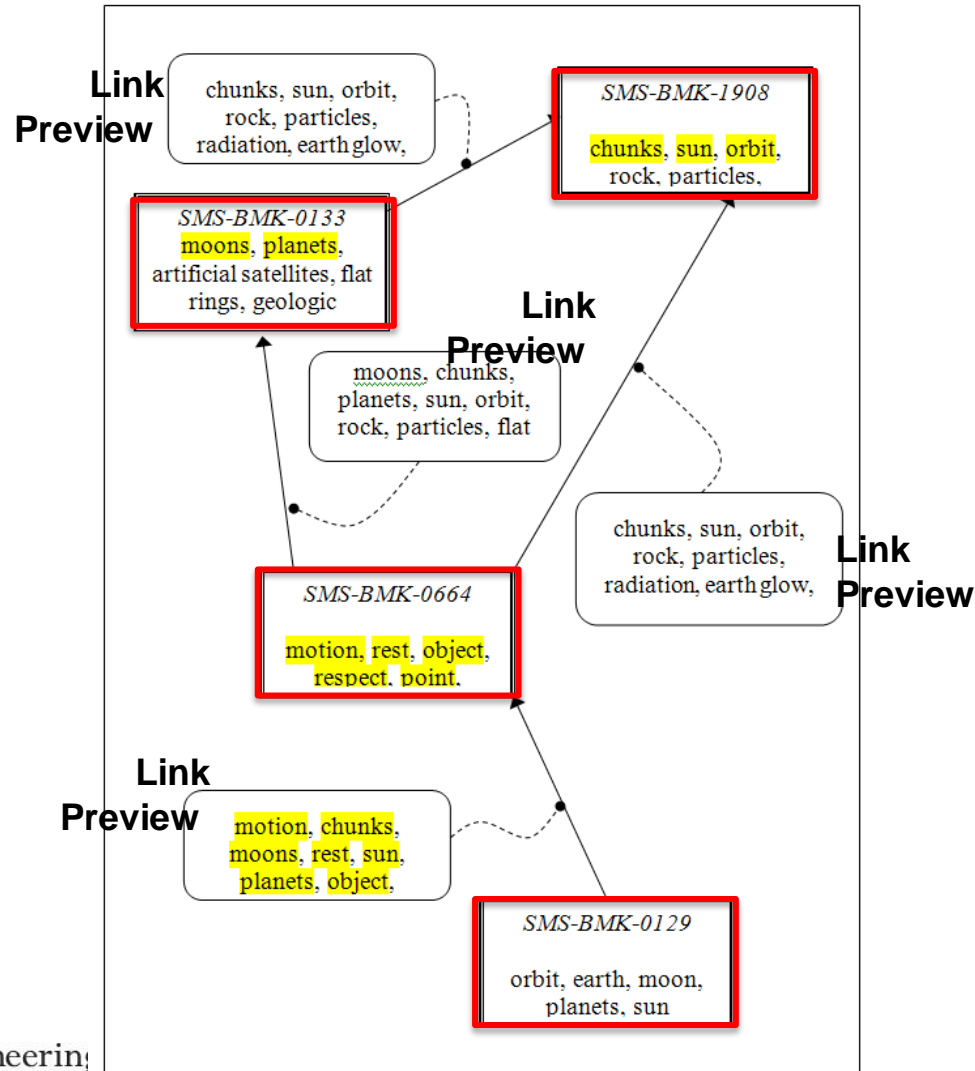 Link
Preview
chunks, sun, orbit,
rock, particles,
radiation, earth glow,
SMS-BMK-1908
chunks, sun, orbit,
rock, particles,
SMS-BMK-0133
moons, planets,
artificial satellites, flat
rings, geologic
Link
Preview
moons, chunks,
planets, sun, orbit,
rock, particles, flat
chunks, sun, orbit,
rock, particles,
radiation, earth glow,
Link
Preview
SMS-BMK-0664
motion, rest, object,
respect, point,
Link
Preview
motion, chunks,
moons, rest, sun,
planets, object,
SMS-BMK-0129
orbit, earth, moon,
planets, sun